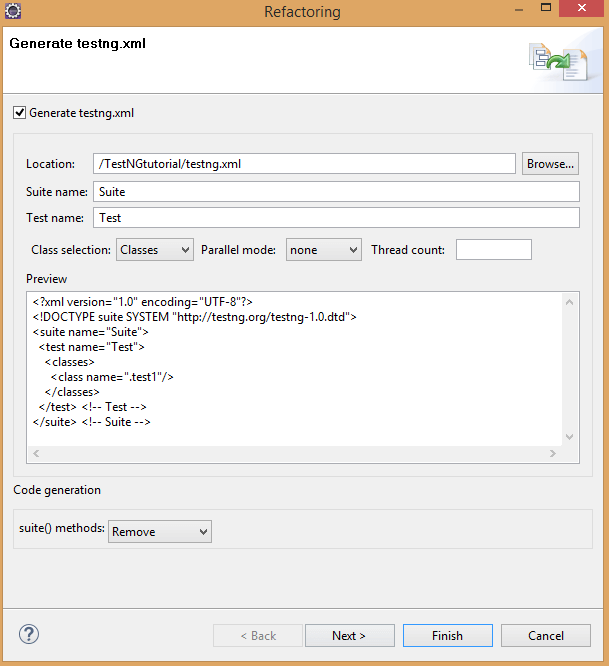 Refactoring
Generate testng.xml
Generate testng.xml
Location: /TestNGtutorial/testng.xml Browse...
Suite name: Suite
Test name: Test
Class selection: Classes Parallel mode: none Thread count:
Preview
<?xml version="1.0" encoding="UTF-8"?>
<!DOCTYPE suite SYSTEM "http://testng.org/testng-1.0.dtd">
<suite name="Suite">
<test name="Test">
<classes>
<class name=".test1"/>
</classes>
</test> <!-- Test -->
</suite> <!-- Suite -->
Code generation
suite() methods: Remove
? < Back Next > Finish Cancel